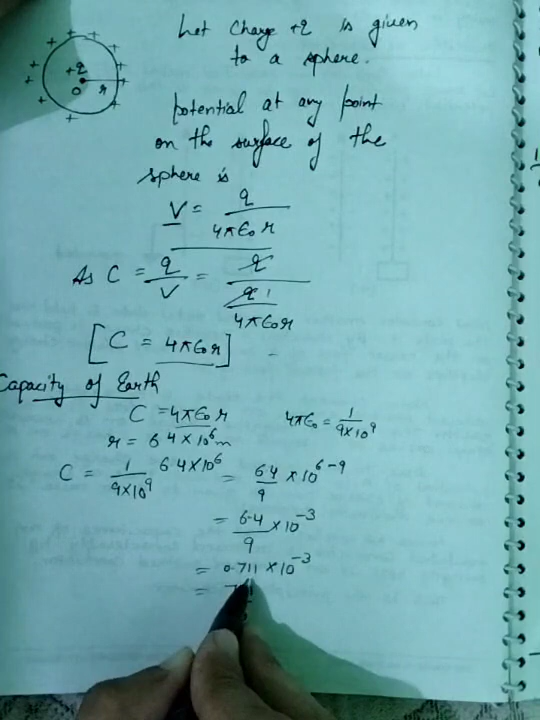 Let Charge +q is given
to a sphere.
+q
O r
potential at any point
on the surface of the
sphere is
V = q / 4πϵ₀r
As C = q/V = q / (q 1 / 4πϵ₀r)
[C = 4πϵ₀r]
Capacity of Earth
C = 4πϵ₀r 4πϵ₀ = 1 / 9×10⁹
r = 6 4 × 10⁶m
C = 1 / 9×10⁹ 6 4 × 10⁶ = 6.4 / 9 × 10⁶⁻⁹
= 6.4 / 9 × 10⁻³
= 0.711 × 10⁻³
=